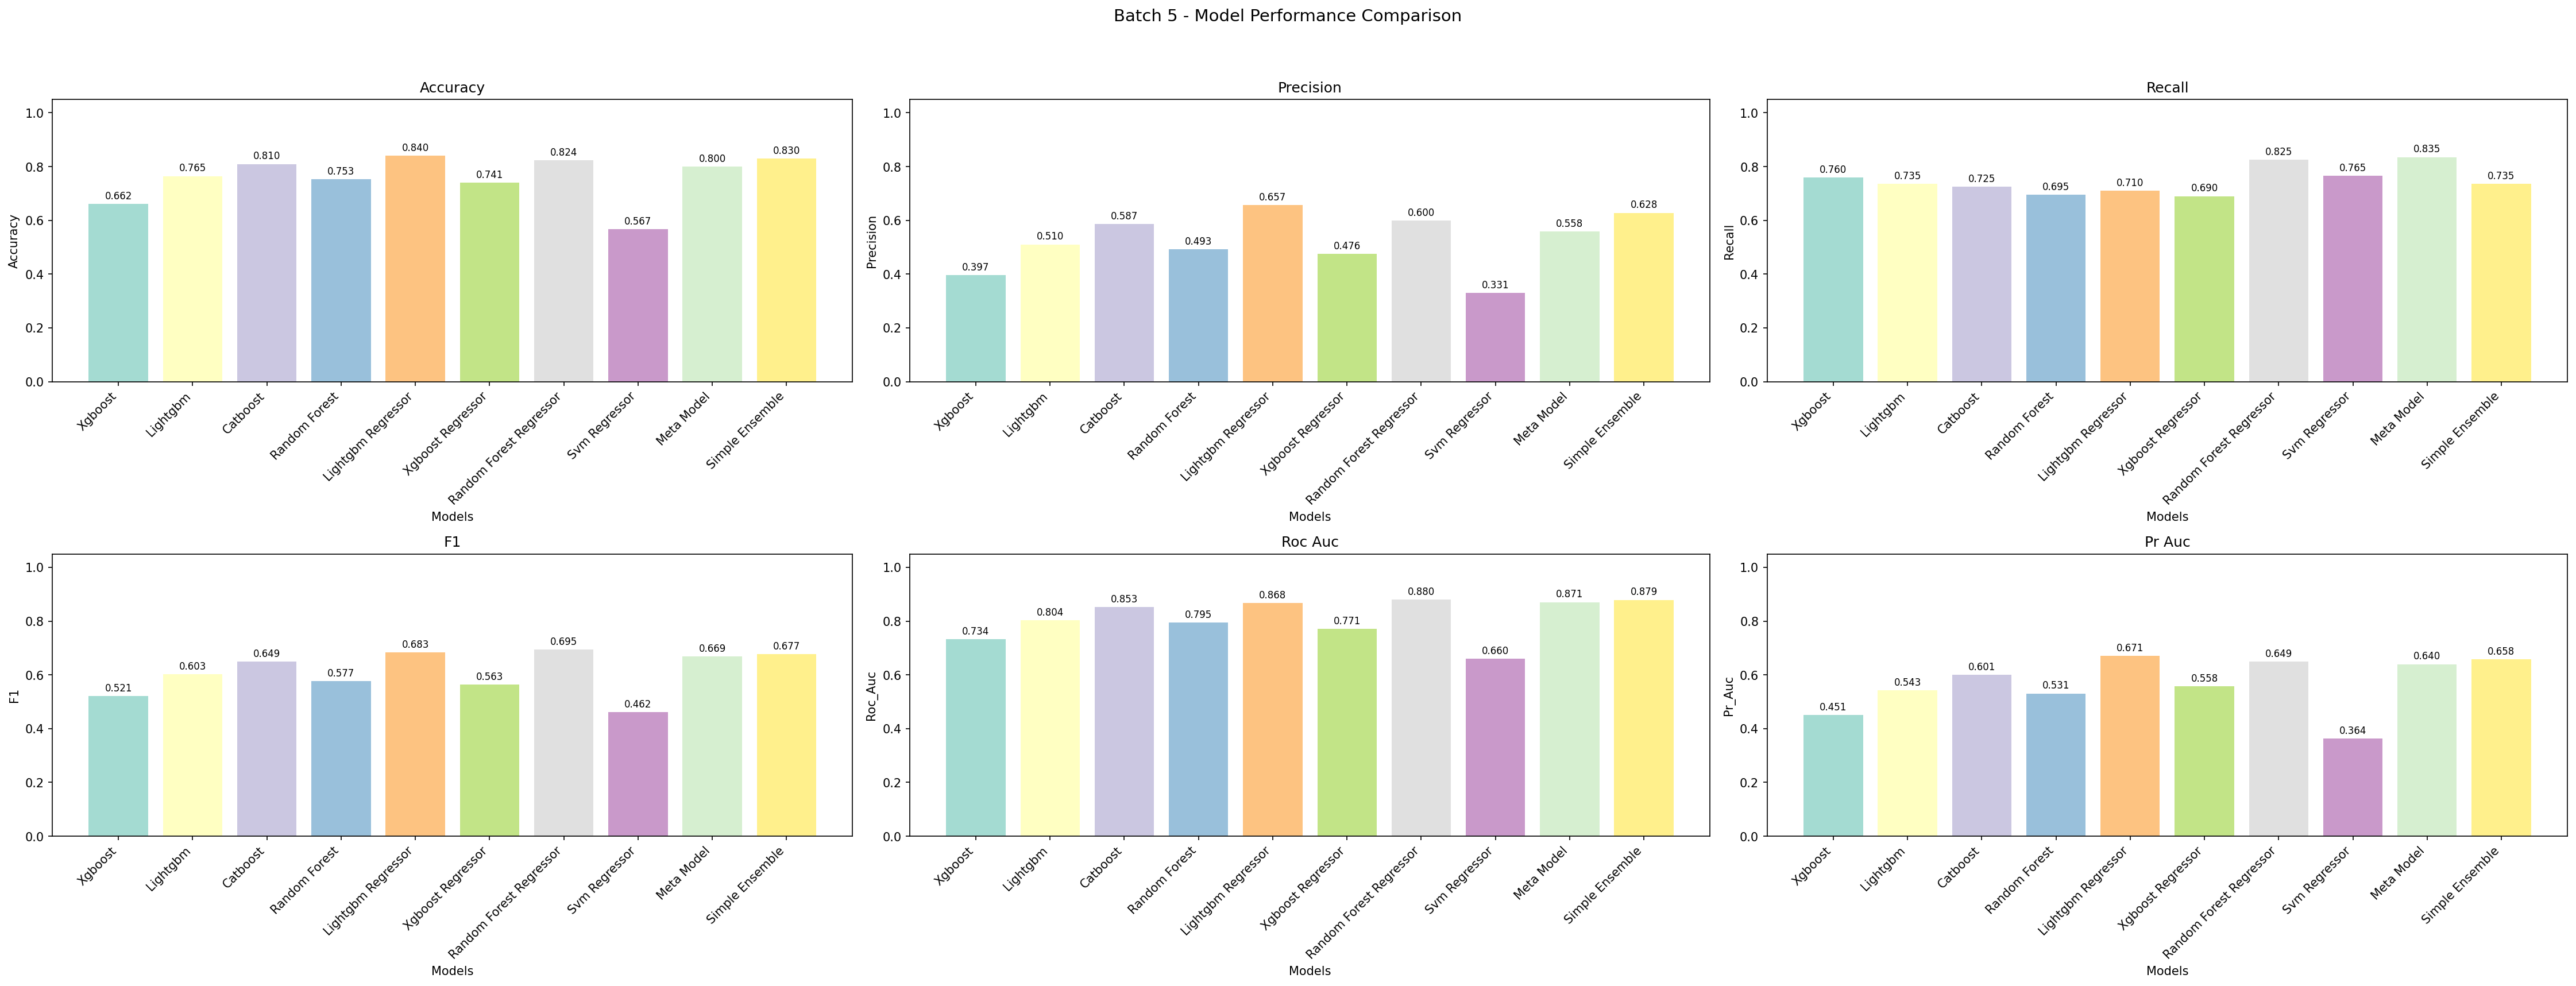 Batch 5 - Model Performance Comparison
Accuracy
Accuracy
1.0
0.8
0.6
0.4
0.2
0.0
0.662
0.765
0.810
0.753
0.840
0.741
0.824
0.567
0.800
0.830
Xgboost
Lightgbm
Catboost
Random Forest
Lightgbm Regressor
Xgboost Regressor
Random Forest Regressor
Svm Regressor
Meta Model
Simple Ensemble
Models
Precision
Precision
1.0
0.8
0.6
0.4
0.2
0.0
0.397
0.510
0.587
0.493
0.657
0.476
0.600
0.331
0.558
0.628
Xgboost
Lightgbm
Catboost
Random Forest
Lightgbm Regressor
Xgboost Regressor
Random Forest Regressor
Svm Regressor
Meta Model
Simple Ensemble
Models
Recall
Recall
1.0
0.8
0.6
0.4
0.2
0.0
0.760
0.735
0.725
0.695
0.710
0.690
0.825
0.765
0.835
0.735
Xgboost
Lightgbm
Catboost
Random Forest
Lightgbm Regressor
Xgboost Regressor
Random Forest Regressor
Svm Regressor
Meta Model
Simple Ensemble
Models
F1
F1
1.0
0.8
0.6
0.4
0.2
0.0
0.521
0.603
0.649
0.577
0.683
0.563
0.695
0.462
0.669
0.677
Xgboost
Lightgbm
Catboost
Random Forest
Lightgbm Regressor
Xgboost Regressor
Random Forest Regressor
Svm Regressor
Meta Model
Simple Ensemble
Models
Roc Auc
Roc_Auc
1.0
0.8
0.6
0.4
0.2
0.0
0.734
0.804
0.853
0.795
0.868
0.771
0.880
0.660
0.871
0.879
Xgboost
Lightgbm
Catboost
Random Forest
Lightgbm Regressor
Xgboost Regressor
Random Forest Regressor
Svm Regressor
Meta Model
Simple Ensemble
Models
Pr Auc
Pr_Auc
1.0
0.8
0.6
0.4
0.2
0.0
0.451
0.543
0.601
0.531
0.671
0.558
0.649
0.364
0.640
0.658
Xgboost
Lightgbm
Catboost
Random Forest
Lightgbm Regressor
Xgboost Regressor
Random Forest Regressor
Svm Regressor
Meta Model
Simple Ensemble
Models